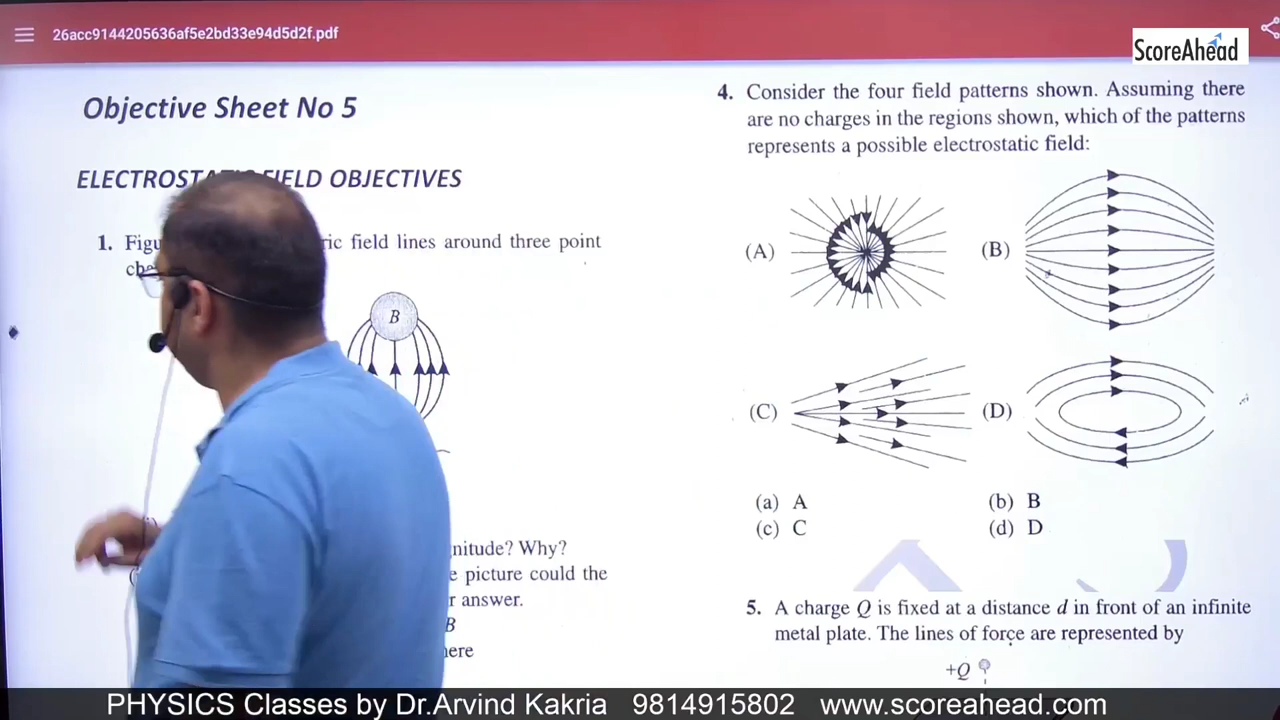 26acc9144205636af5e2bd33e94d5d2f.pdf
ScoreAhead
Objective Sheet No 5
ELECTROST FIELD OBJECTIVES
1.
ric field lines around three point
B
nitude? Why?
e picture could the
r answer.
B
here
4. Consider the four field patterns shown. Assuming there
are no charges in the regions shown, which of the patterns
represents a possible electrostatic field:
(A)
(B)
(C)
(D)
(a) A
(b) B
(c) C
(d) D
5. A charge Q is fixed at a distance d in front of an infinite
metal plate. The lines of force are represented by
+Q
PHYSICS Classes by Dr.Arvind Kakria 9814915802 www.scoreahead.com